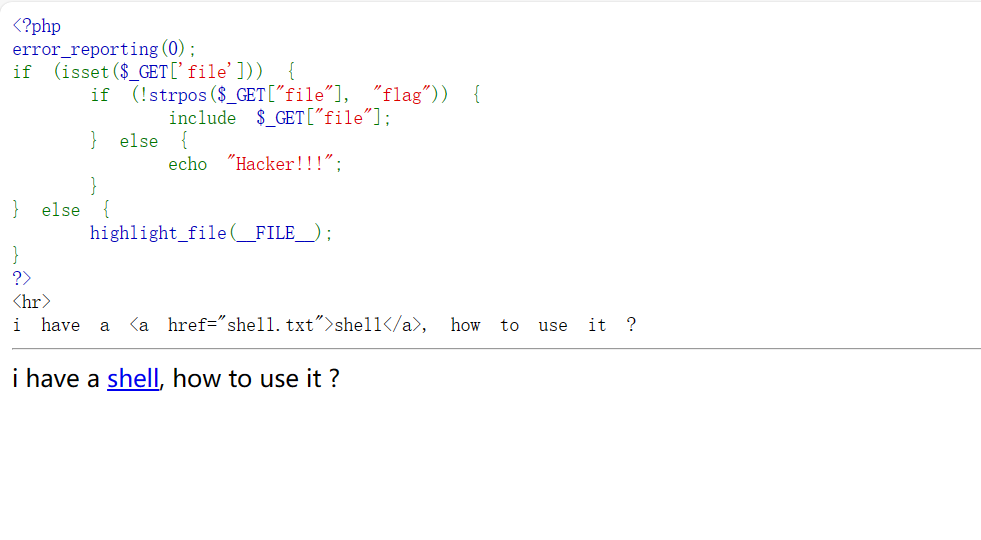 <?php
error_reporting(0);
if (isset($_GET['file'])) {
if (!strpos($_GET["file"], "flag")) {
include $_GET["file"];
} else {
echo "Hacker!!!";
}
} else {
highlight_file(__FILE__);
}
?>
<hr>
i have a <a href="shell.txt">shell</a>, how to use it ?
i have a shell, how to use it ?